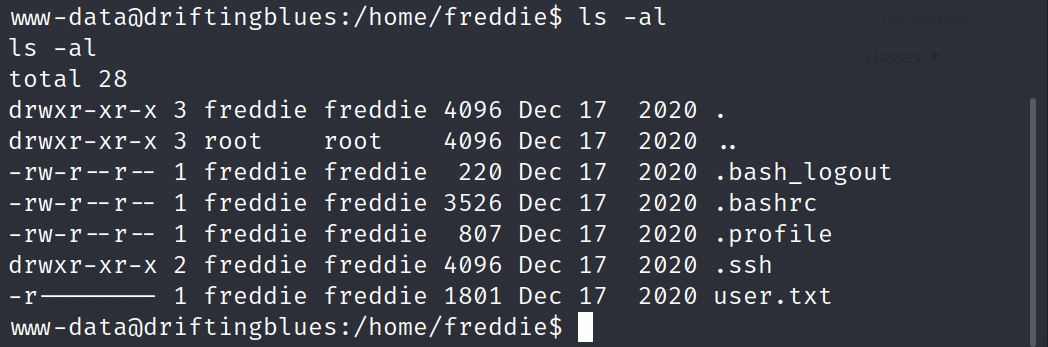 (archive.php)
www-data@driftingblues:/home/freddie$ ls -al
ls -al
classes
total 28
drwxr-xr-x 3 freddie freddie 4096 Dec 17  2020 .
drwxr-xr-x 3 root    root    4096 Dec 17  2020 ..
-rw-r--r-- 1 freddie freddie  220 Dec 17  2020 .bash_logout
-rw-r--r-- 1 freddie freddie 3526 Dec 17  2020 .bashrc
-rw-r--r-- 1 freddie freddie  807 Dec 17  2020 .profile
drwxr-xr-x 2 freddie freddie 4096 Dec 17  2020 .ssh
-r-------- 1 freddie freddie 1801 Dec 17  2020 user.txt
www-data@driftingblues:/home/freddie$